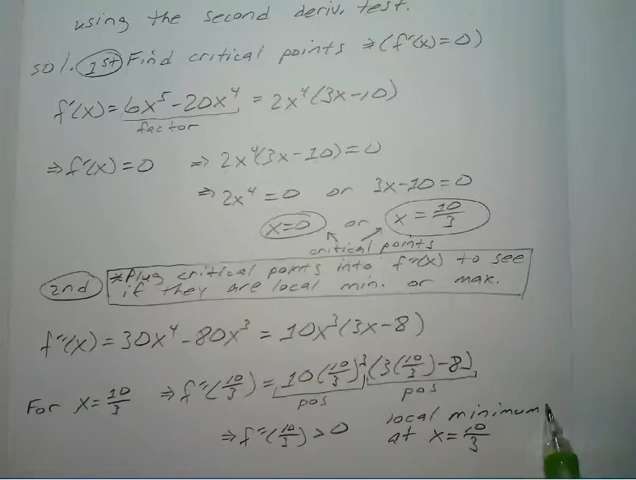 using the second deriv. test.
sol. 1st Find critical points ⇒ (f'(x) = 0)
f'(x) = 6x⁵ - 20x⁴ = 2x⁴(3x - 10)
factor
⇒ f'(x) = 0 ⇒ 2x⁴(3x - 10) = 0
⇒ 2x⁴ = 0 or 3x - 10 = 0
x = 0 or x = 10/3
critical points
2nd *Plug critical points into f''(x) to see
if they are local min. or max.
f''(x) = 30x⁴ - 80x³ = 10x³(3x - 8)
For x = 10/3 ⇒ f''(10/3) = 10(10/3)³(3(10/3) - 8)
pos pos
⇒ f''(10/3) > 0 local minimum
at x = 10/3